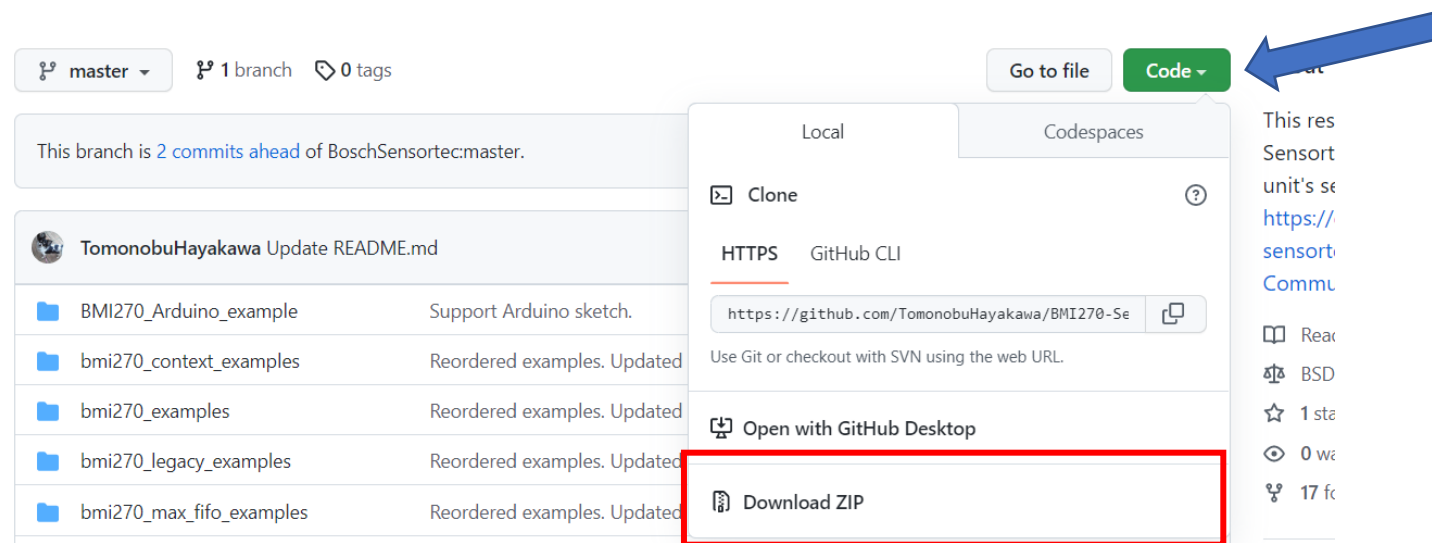 master 1 branch 0 tags Go to file Code
This branch is 2 commits ahead of BoschSensortec:master.
TomonobuHayakawa Update README.md
BMI270_Arduino_example Support Arduino sketch.
bmi270_context_examples Reordered examples. Updated
bmi270_examples Reordered examples. Updated
bmi270_legacy_examples Reordered examples. Updated
bmi270_max_fifo_examples Reordered examples. Updated
Local Codespaces
Clone
HTTPS GitHub CLI
https://github.com/TomonobuHayakawa/BMI270-Se
Use Git or checkout with SVN using the web URL.
Open with GitHub Desktop
Download ZIP
This res
Sensort
unit's se
https://
sensort
Commu
Read
BSD
1 sta
0 wa
17 fo